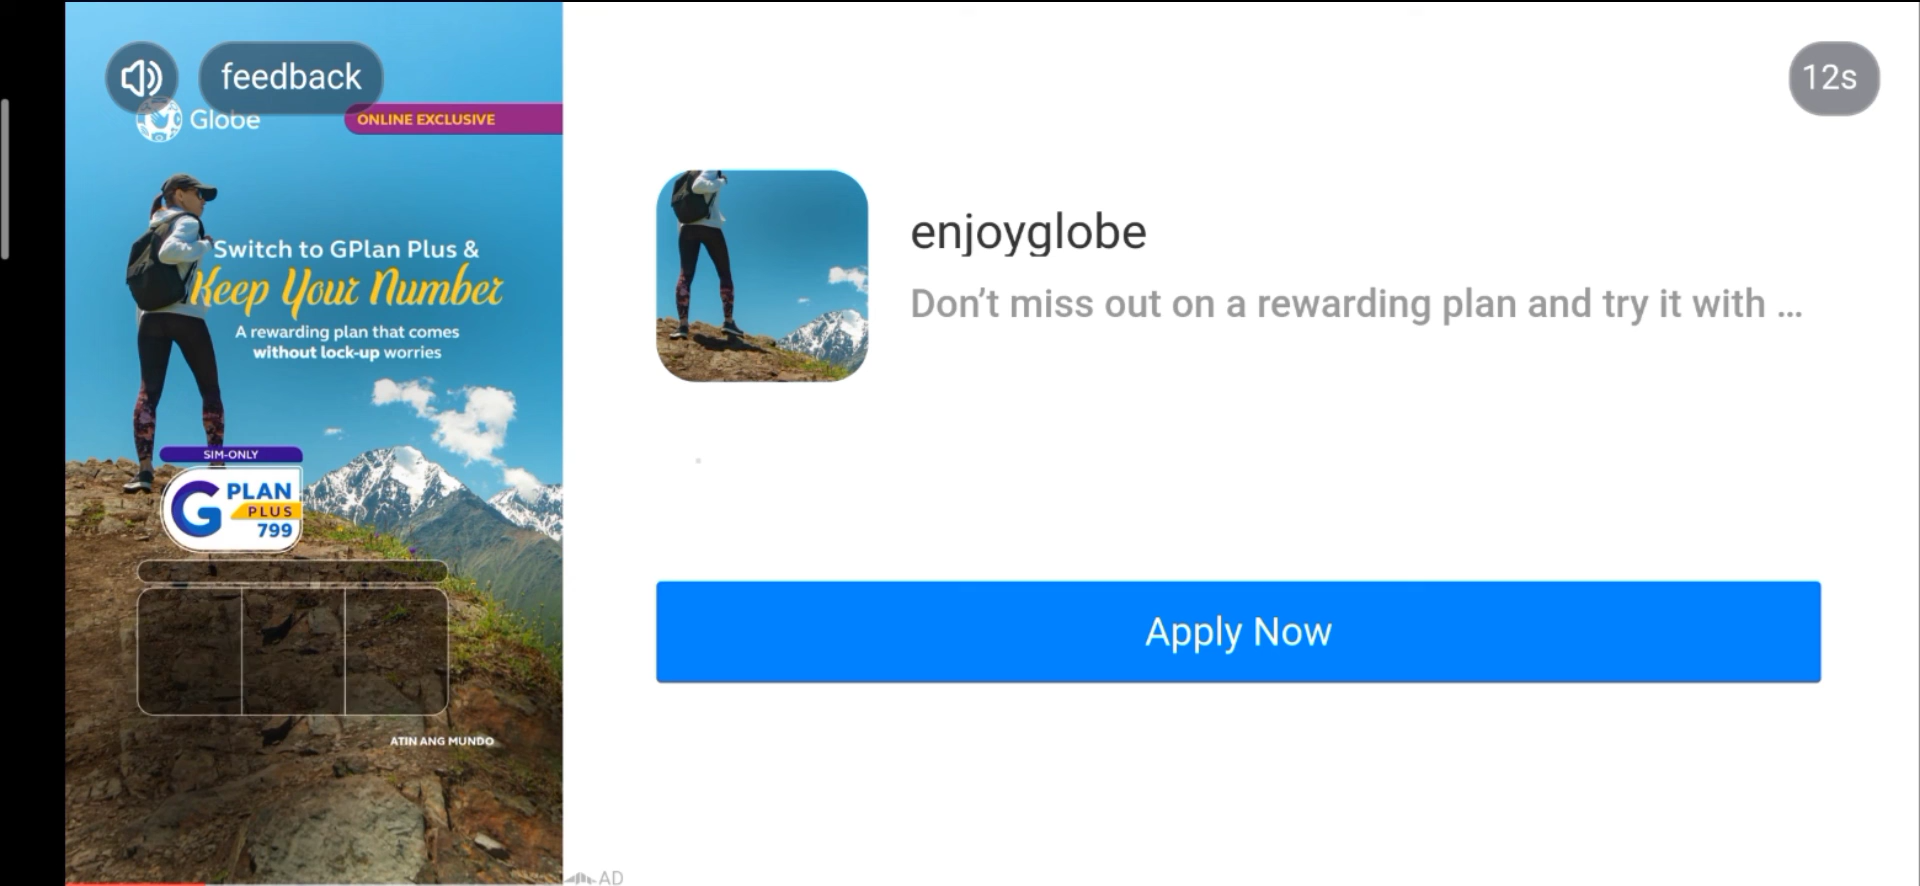 feedback
12s
Globe
ONLINE EXCLUSIVE
Switch to GPlan Plus &
Keep Your Number
A rewarding plan that comes
without lock-up worries
SIM-ONLY
G PLAN
PLUS
799
ATIN ANG MUNDO
enjoyglobe
Don’t miss out on a rewarding plan and try it with ...
Apply Now
AD